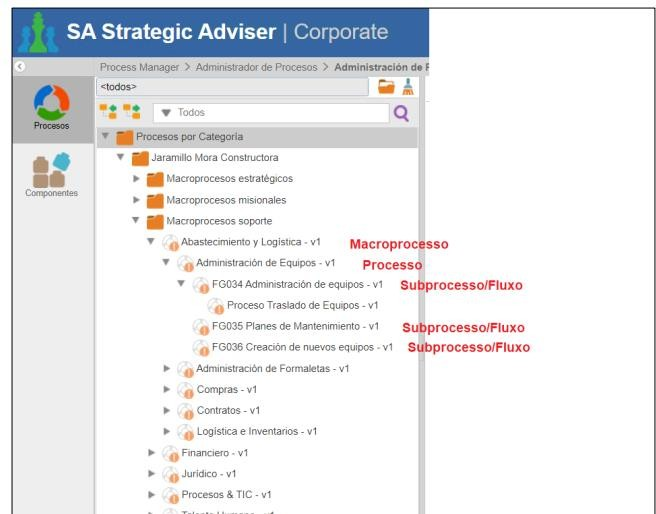 SA Strategic Adviser | Corporate
Process Manager > Administrador de Procesos > Administración de P
<todos>
Todos
Procesos
Procesos por Categoría
Jaramillo Mora Constructora
Componentes
Macroprocesos estratégicos
Macroprocesos misionales
Macroprocesos soporte
Abastecimiento y Logística - v1 Macroprocesso
Administración de Equipos - v1 Processo
FG034 Administración de equipos - v1 Subprocesso/Fluxo
Proceso Traslado de Equipos - v1
FG035 Planes de Mantenimiento - v1 Subprocesso/Fluxo
FG036 Creación de nuevos equipos - v1 Subprocesso/Fluxo
Administración de Formaletas - v1
Compras - v1
Contratos - v1
Logística e Inventarios - v1
Financiero - v1
Jurídico - v1
Procesos & TIC - v1
Talento Humano - v1